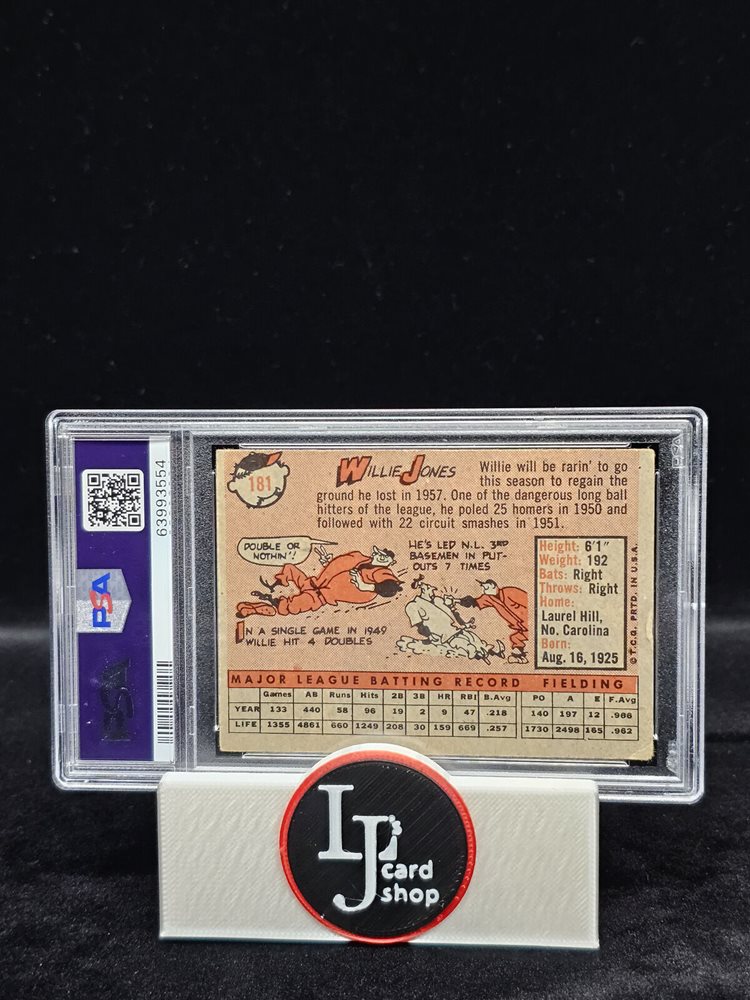 63993554
PSA
PSA
PSA
181
WILLIE JONES
Willie will be rarin' to go
this season to regain the
ground he lost in 1957. One of the dangerous long ball
hitters of the league, he poled 25 homers in 1950 and
followed with 22 circuit smashes in 1951.
DOUBLE OR
NOTHIN'!
HE'S LED N.L. 3RD
BASEMEN IN PUT-
OUTS 7 TIMES
IN A SINGLE GAME IN 1949
WILLIE HIT 4 DOUBLES
Height: 6'1"
Weight: 192
Bats: Right
Throws: Right
Home:
Laurel Hill,
No. Carolina
Born:
Aug. 16, 1925
© T.C.G. PRTD. IN U.S.A.
MAJOR LEAGUE BATTING RECORD FIELDING
Games AB Runs Hits 2B 3B HR RBI B.Avg PO A E F.Avg
YEAR 133 440 58 96 19 2 9 47 .218 140 197 12 .966
LIFE 1355 4861 660 1249 208 30 159 669 .257 1730 2498 165 .962
LJ's
card
shop